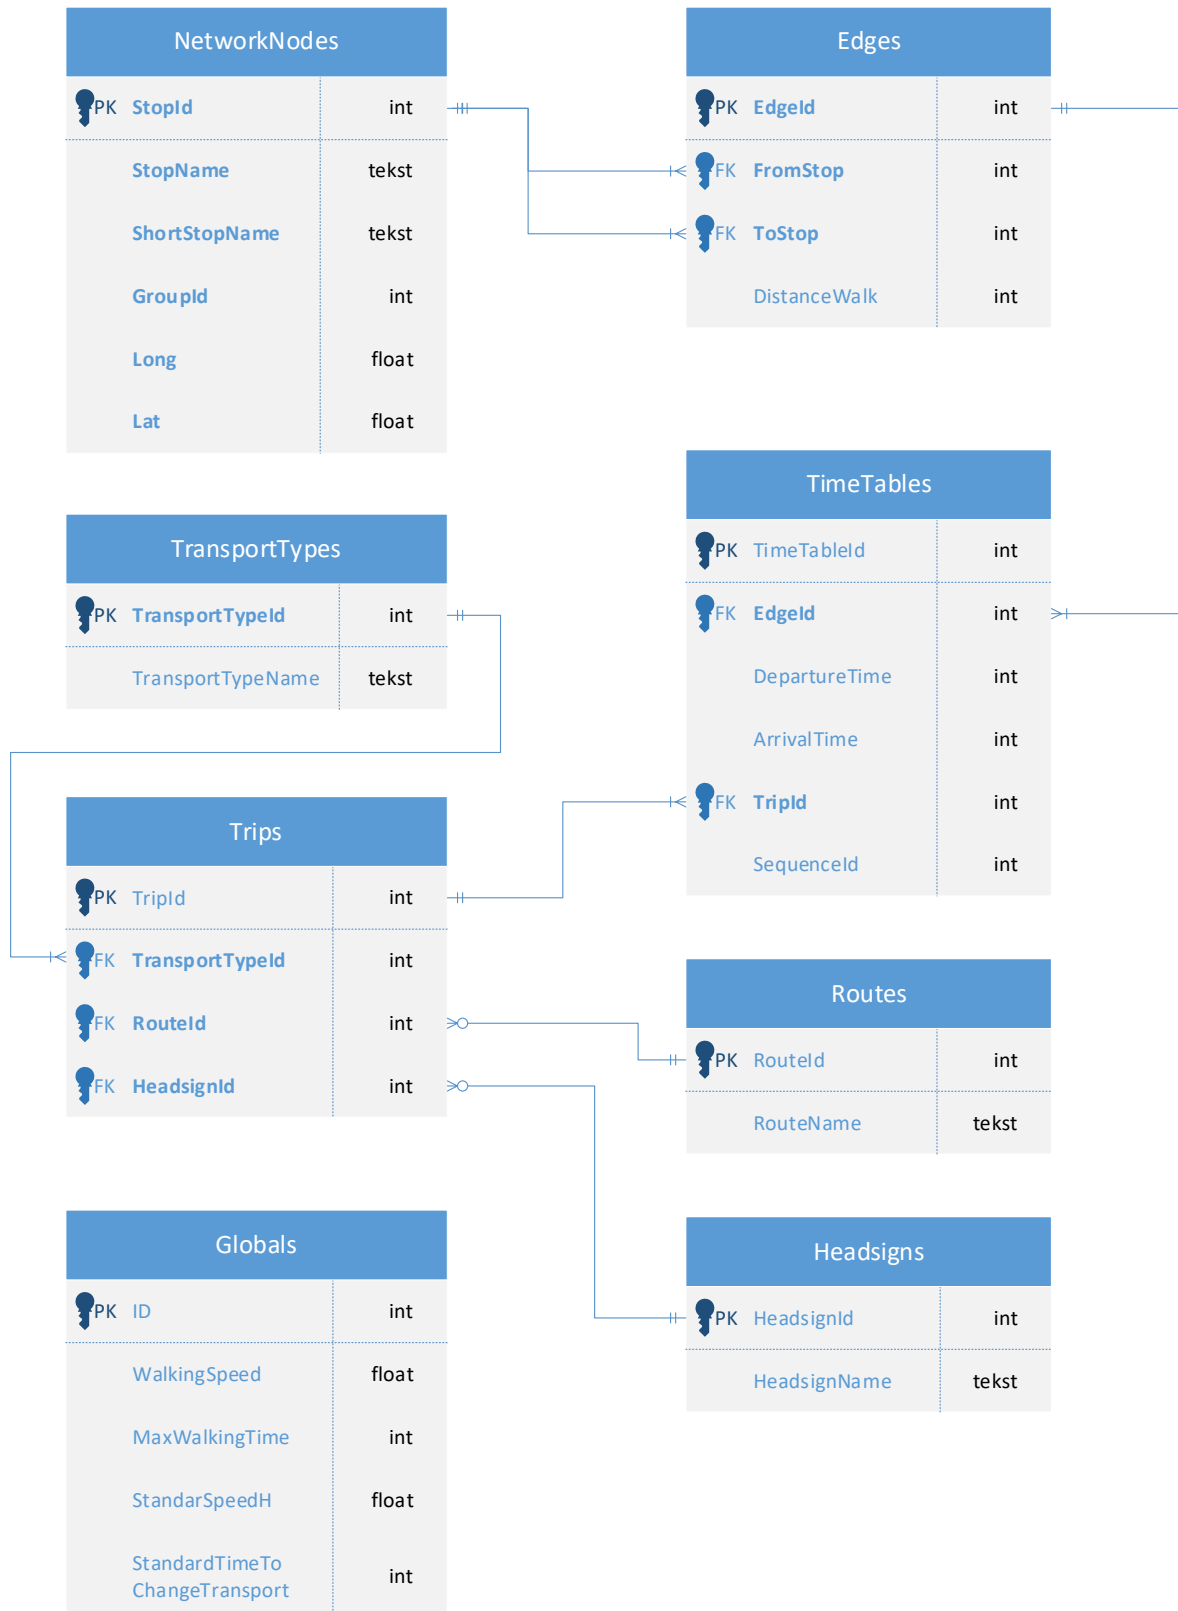 NetworkNodes
PK StopId int
StopName tekst
ShortStopName tekst
GroupId int
Long float
Lat float
Edges
PK EdgeId int
FK FromStop int
FK ToStop int
DistanceWalk int
TransportTypes
PK TransportTypeId int
TransportTypeName tekst
TimeTables
PK TimeTableId int
FK EdgeId int
DepartureTime int
ArrivalTime int
FK TripId int
SequenceId int
Trips
PK TripId int
FK TransportTypeId int
FK RouteId int
FK HeadsignId int
Routes
PK RouteId int
RouteName tekst
Globals
PK ID int
WalkingSpeed float
MaxWalkingTime int
StandarSpeedH float
StandardTimeTo
ChangeTransport int
Headsigns
PK HeadsignId int
HeadsignName tekst